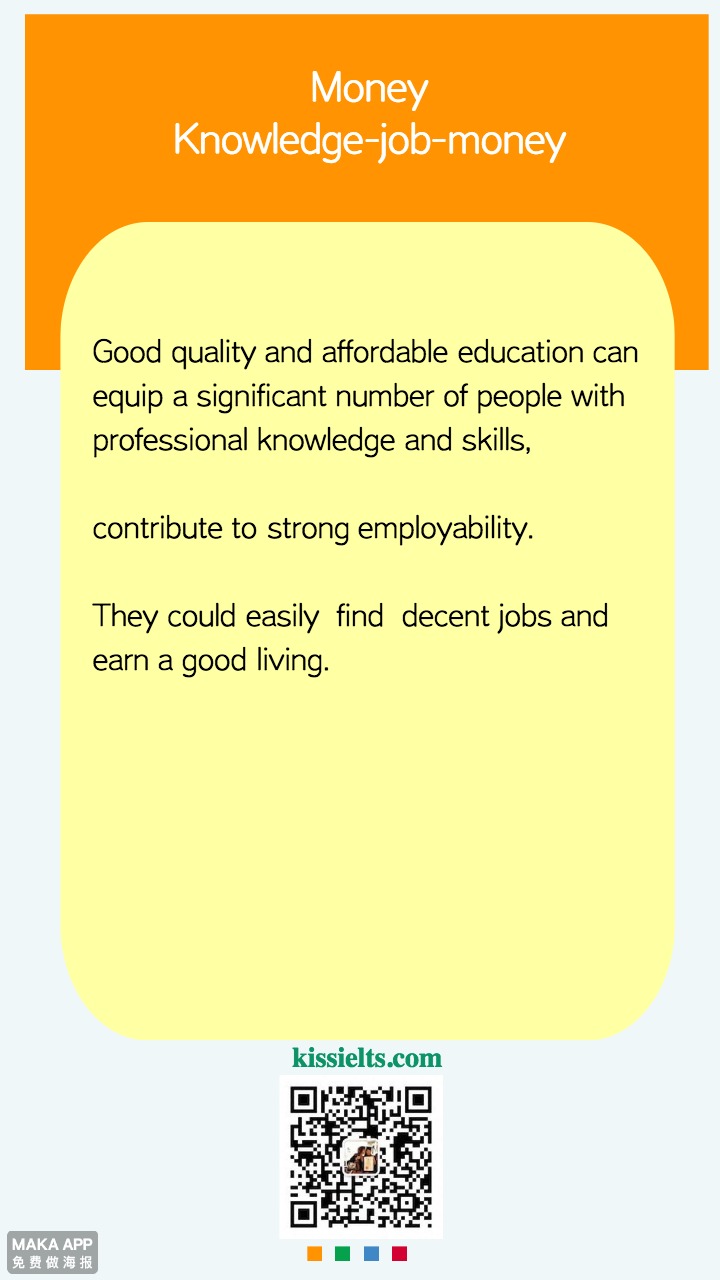 Money
Knowledge-job-money
Good quality and affordable education can
equip a significant number of people with
professional knowledge and skills,
contribute to strong employability.
They could easily  find  decent jobs and
earn a good living.
kissielts.com
MAKA APP
免费做海报